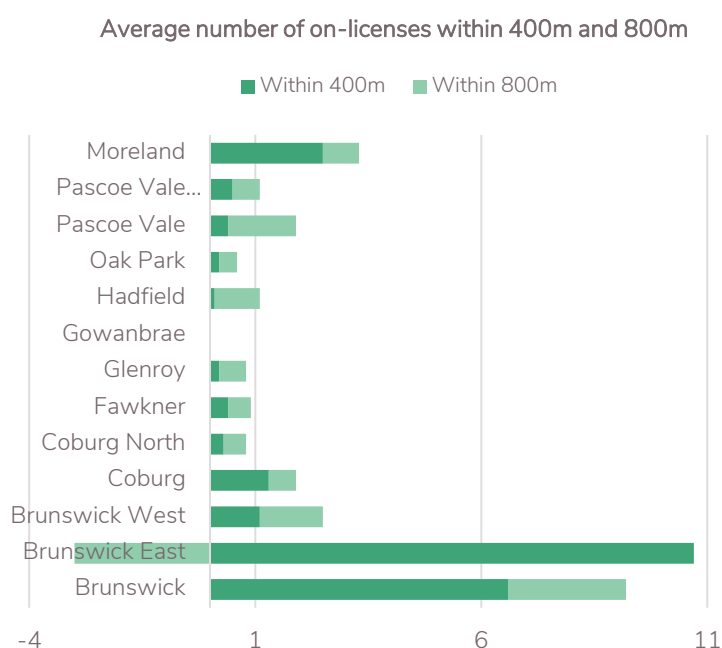 Average number of on-licenses within 400m and 800m
Within 400m Within 800m
Moreland
Pascoe Vale...
Pascoe Vale
Oak Park
Hadfield
Gowanbrae
Glenroy
Fawkner
Coburg North
Coburg
Brunswick West
Brunswick East
Brunswick
-4 1 6 11